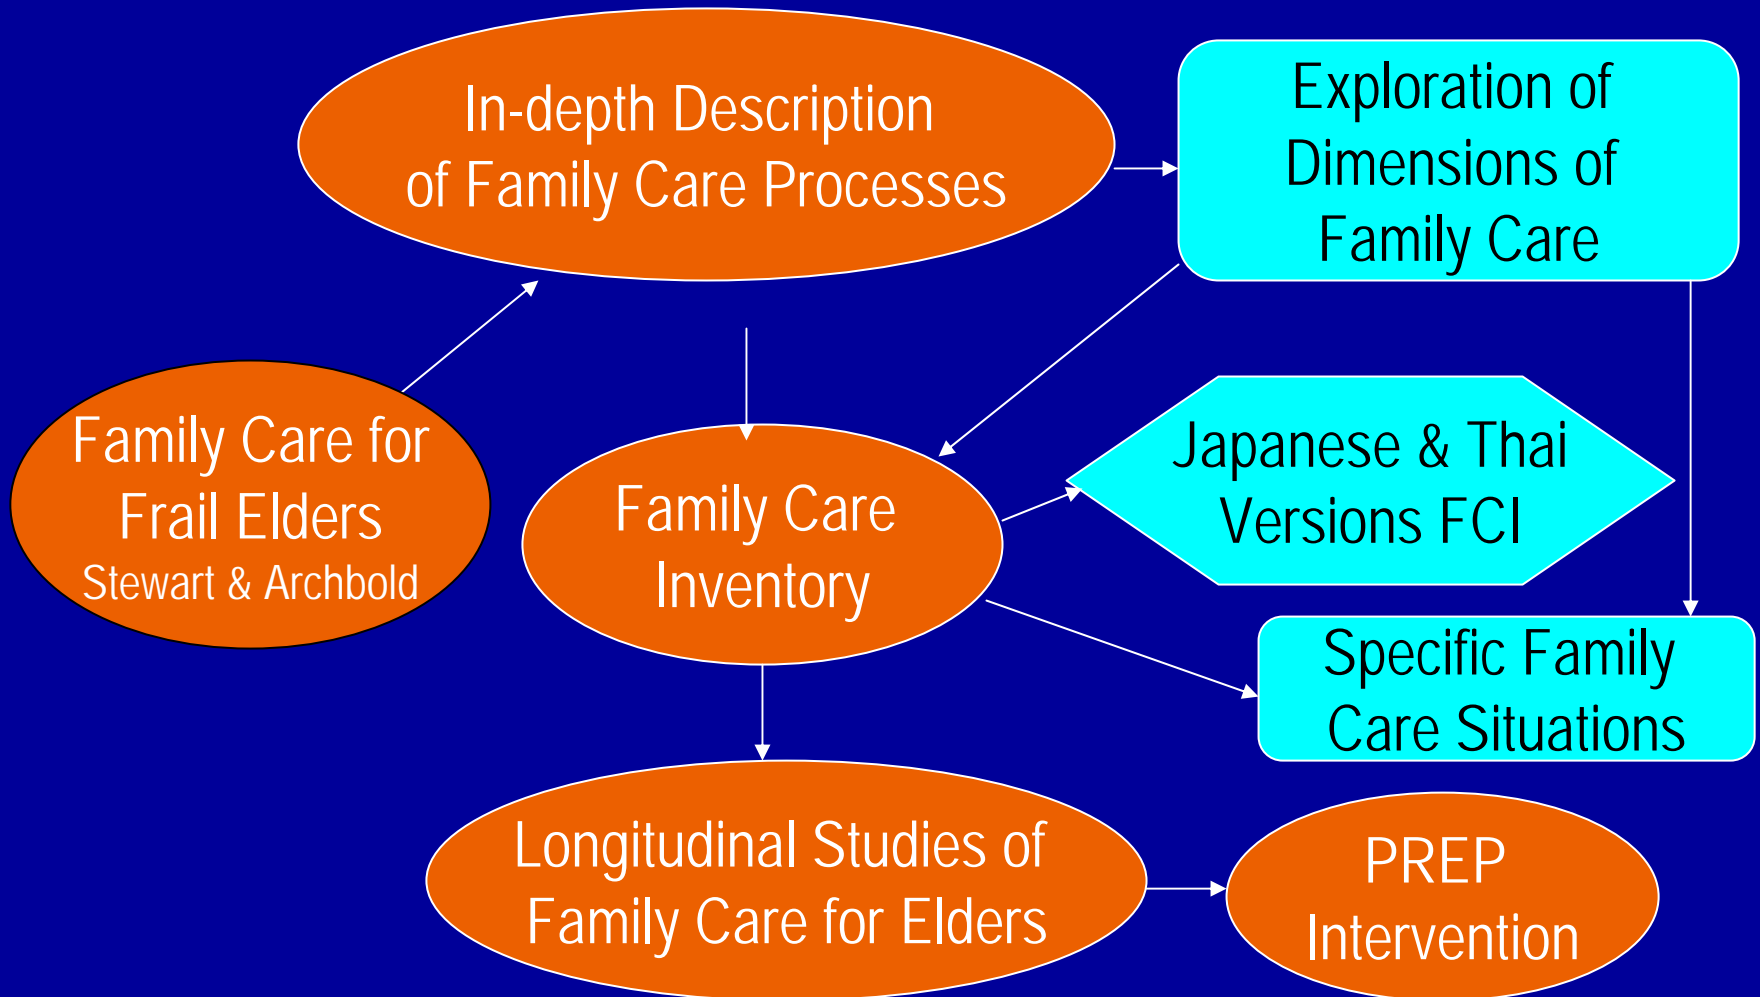 In-depth Description
of Family Care Processes
Exploration of
Dimensions of
Family Care
Family Care for
Frail Elders
Stewart & Archbold
Family Care
Inventory
Japanese & Thai
Versions FCI
Specific Family
Care Situations
Longitudinal Studies of
Family Care for Elders
PREP
Intervention